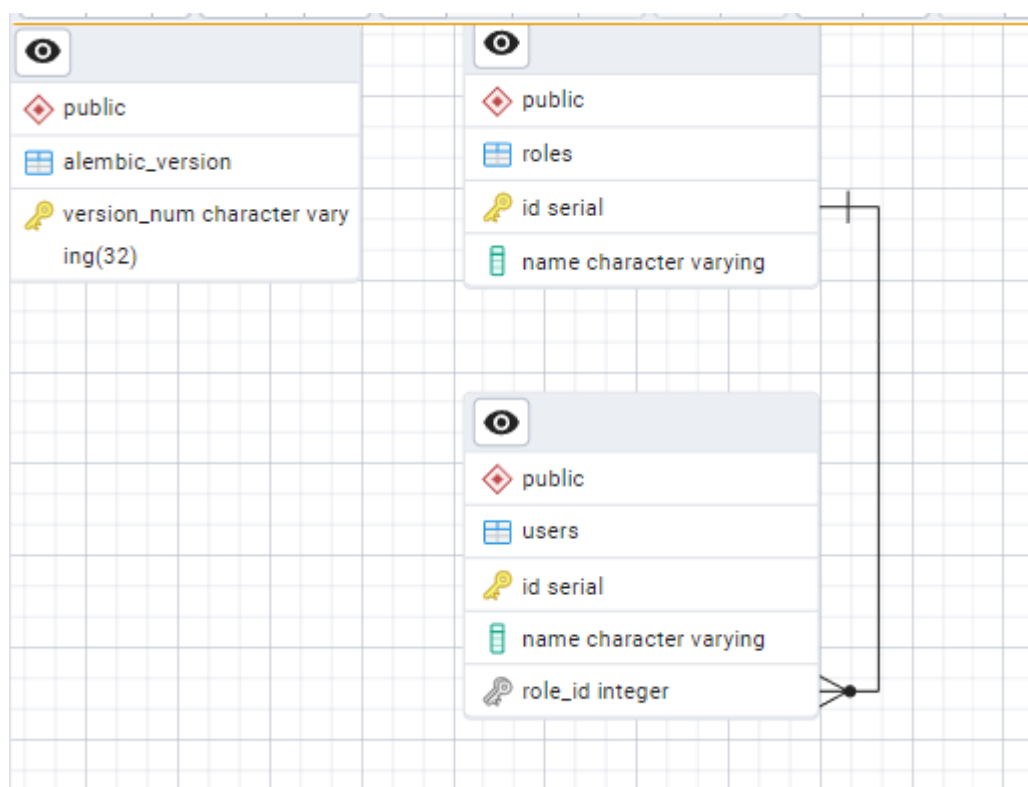 public
alembic_version
version_num character vary
ing(32)
public
roles
id serial
name character varying
public
users
id serial
name character varying
role_id integer